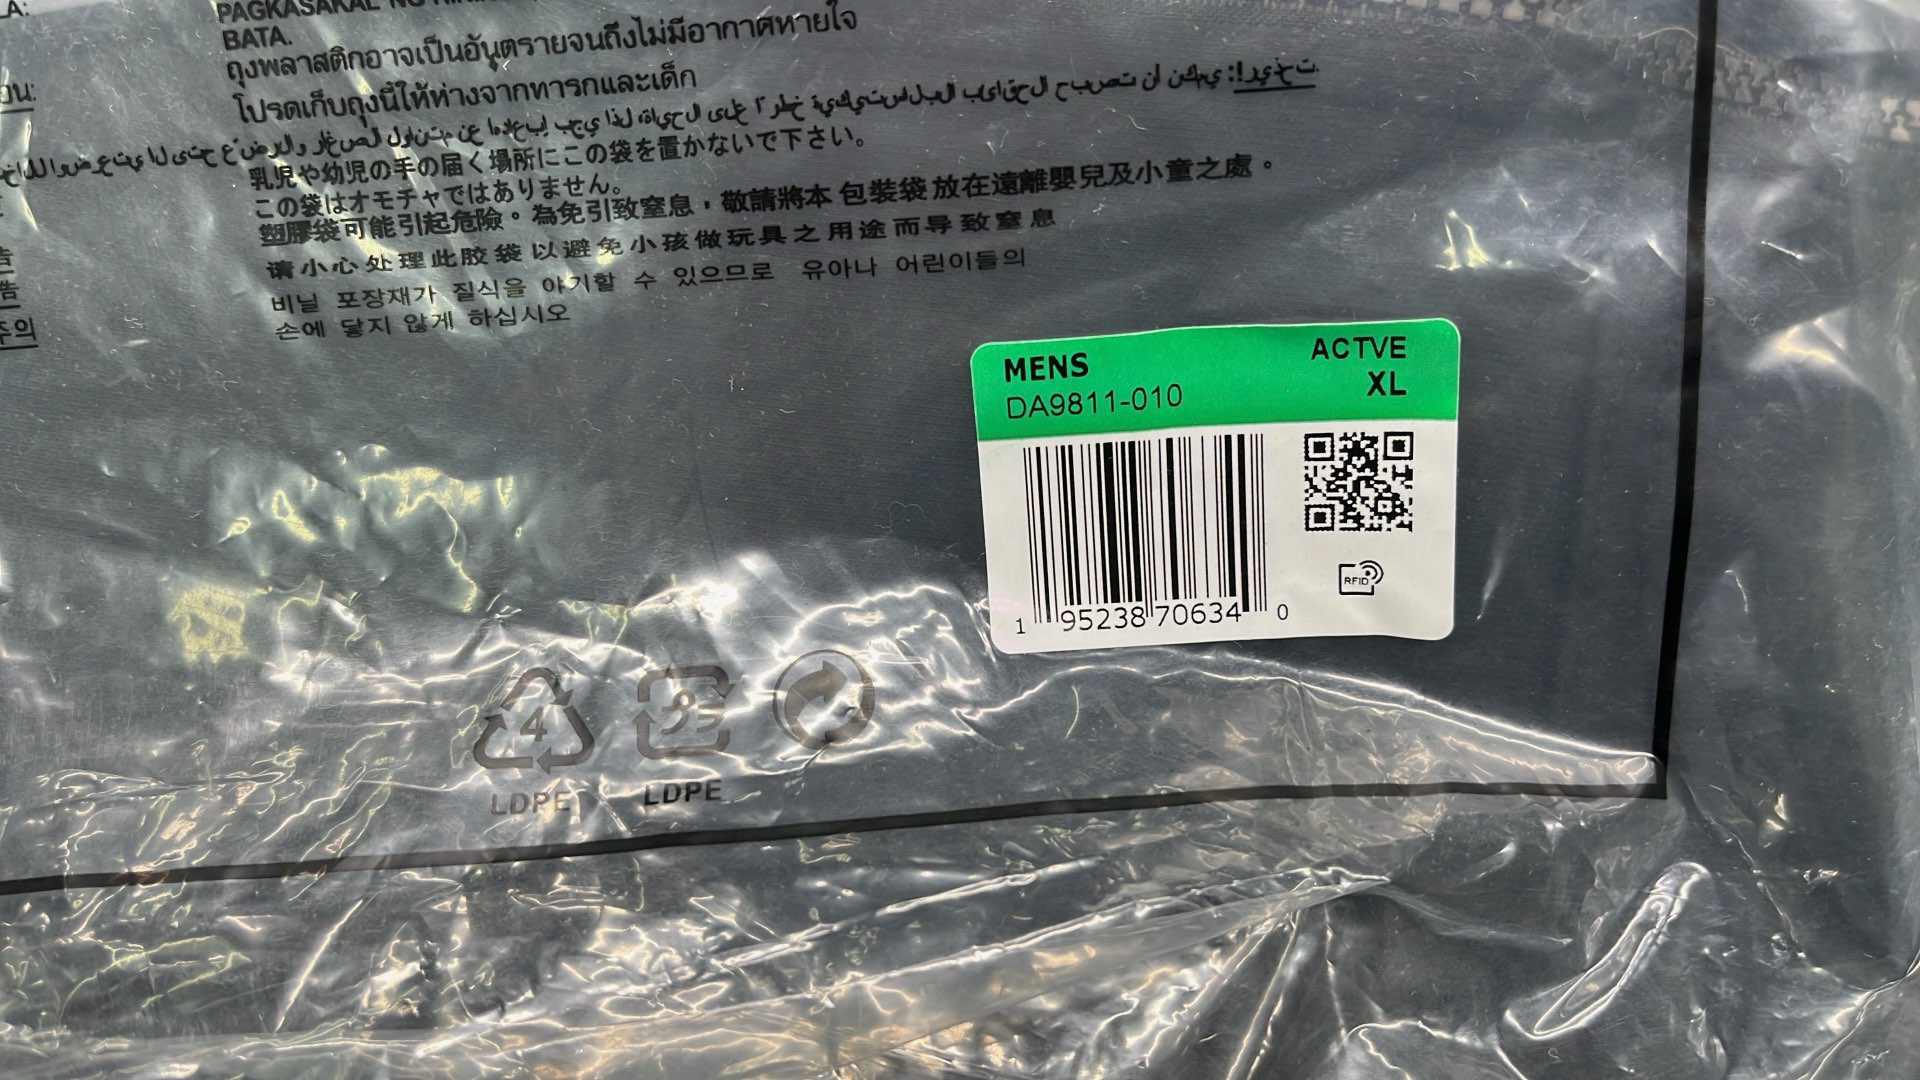 LA:
PAGKASAKAL
BATA.
ถุงพลาสติกอาจเป็นอันตรายจนถึงไม่มีอากาศหายใจ
โปรดเก็บถุงนี้ให้ห่างจากทารกและเด็ก
乳児や幼児の手の届く場所にこの袋を置かないで下さい。
この袋はオモチャではありません。
塑膠袋可能引起危險。為免引致窒息，敬請將本 包裝袋 放在遠離嬰兒及小童之處。
请小心处理此胶袋以避免小孩做玩具之用途而导致窒息
주의
비닐 포장재가 질식을 야기할 수 있으므로 유아나 어린이들의
손에 닿지 않게 하십시오
MENS
ACTVE
DA9811-010
XL
1 95238 70634 0
RFID
4
LDPE
LDPE